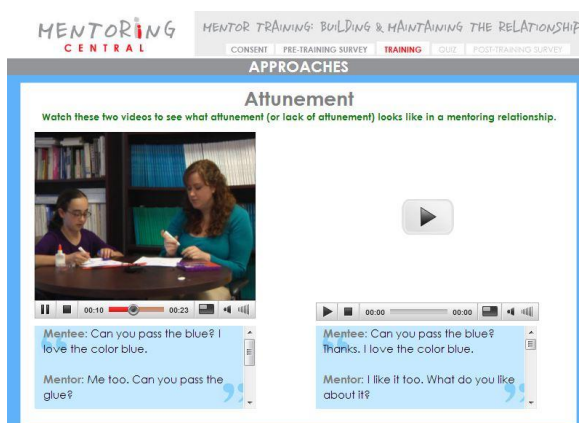 MENTORING
CENTRAL
MENTOR TRAINING: BUILDING & MAINTAINING THE RELATIONSHIP
CONSENT PRE-TRAINING SURVEY TRAINING QUIZ POST-TRAINING SURVEY
APPROACHES
Attunement
Watch these two videos to see what attunement (or lack of attunement) looks like in a mentoring relationship.
00:10 00:23
00:00 00:00
Mentee: Can you pass the blue? I
love the color blue.
Mentor: Me too. Can you pass the
glue?
Mentee: Can you pass the blue?
Thanks. I love the color blue.
Mentor: I like it too. What do you like
about it?